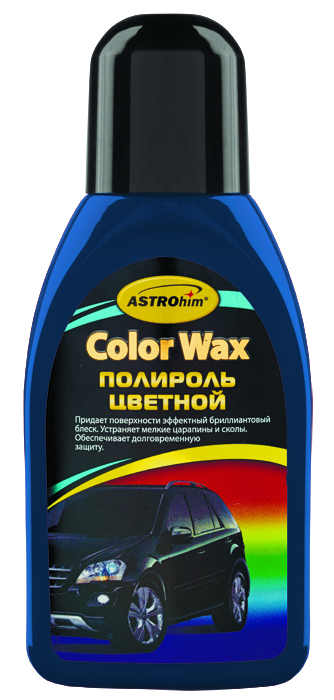 ASTROhim®
Color Wax
ПОЛИРОЛЬ
ЦВЕТНОЙ
Придает поверхности эффектный бриллиантовый
блеск. Устраняет мелкие царапины и сколы.
Обеспечивает долговременную
защиту.